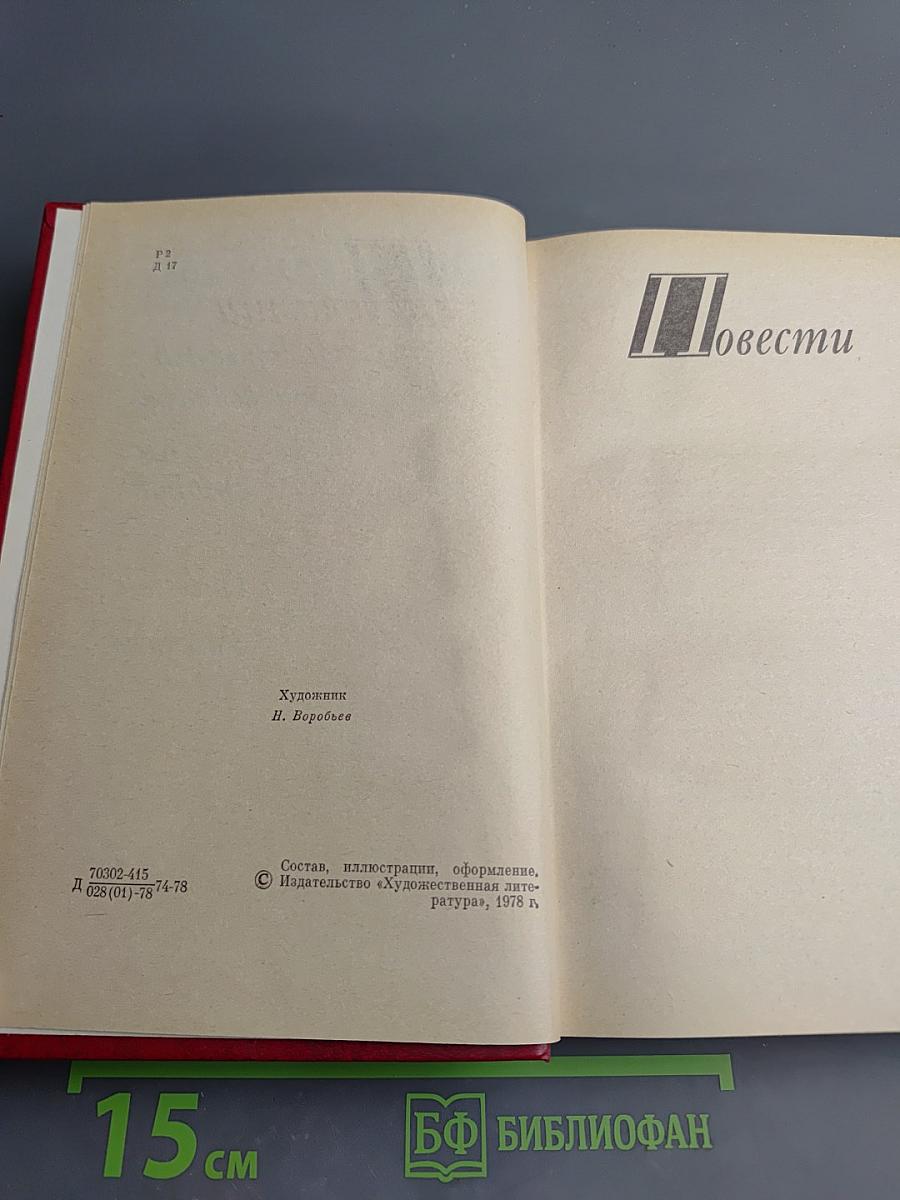 Р 2
Д 17
Художник
Н. Воробьев
Д 70302-415
028(01)-78 74-78
© Состав, иллюстрации, оформление.
Издательство «Художественная лите-
ратура», 1978 г.
Повести
15 см
БФ БИБЛИОФАН